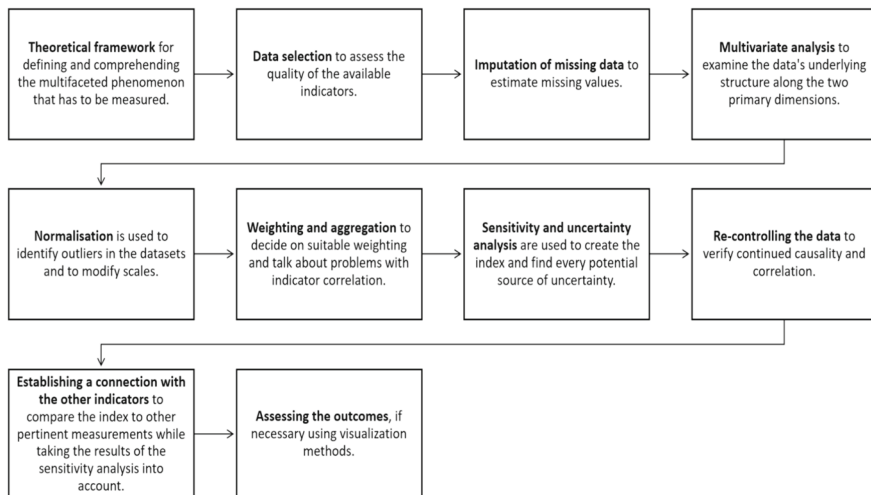 Theoretical framework for
defining and comprehending
the multifaceted phenomenon
that has to be measured.
Data selection to assess the
quality of the available
indicators.
Imputation of missing data to
estimate missing values.
Multivariate analysis to
examine the data's underlying
structure along the two
primary dimensions.
Normalisation is used to
identify outliers in the datasets
and to modify scales.
Weighting and aggregation to
decide on suitable weighting
and talk about problems with
indicator correlation.
Sensitivity and uncertainty
analysis are used to create the
index and find every potential
source of uncertainty.
Re-controlling the data to
verify continued causality and
correlation.
Establishing a connection with
the other indicators to
compare the index to other
pertinent measurements while
taking the results of the
sensitivity analysis into
account.
Assessing the outcomes, if
necessary using visualization
methods.